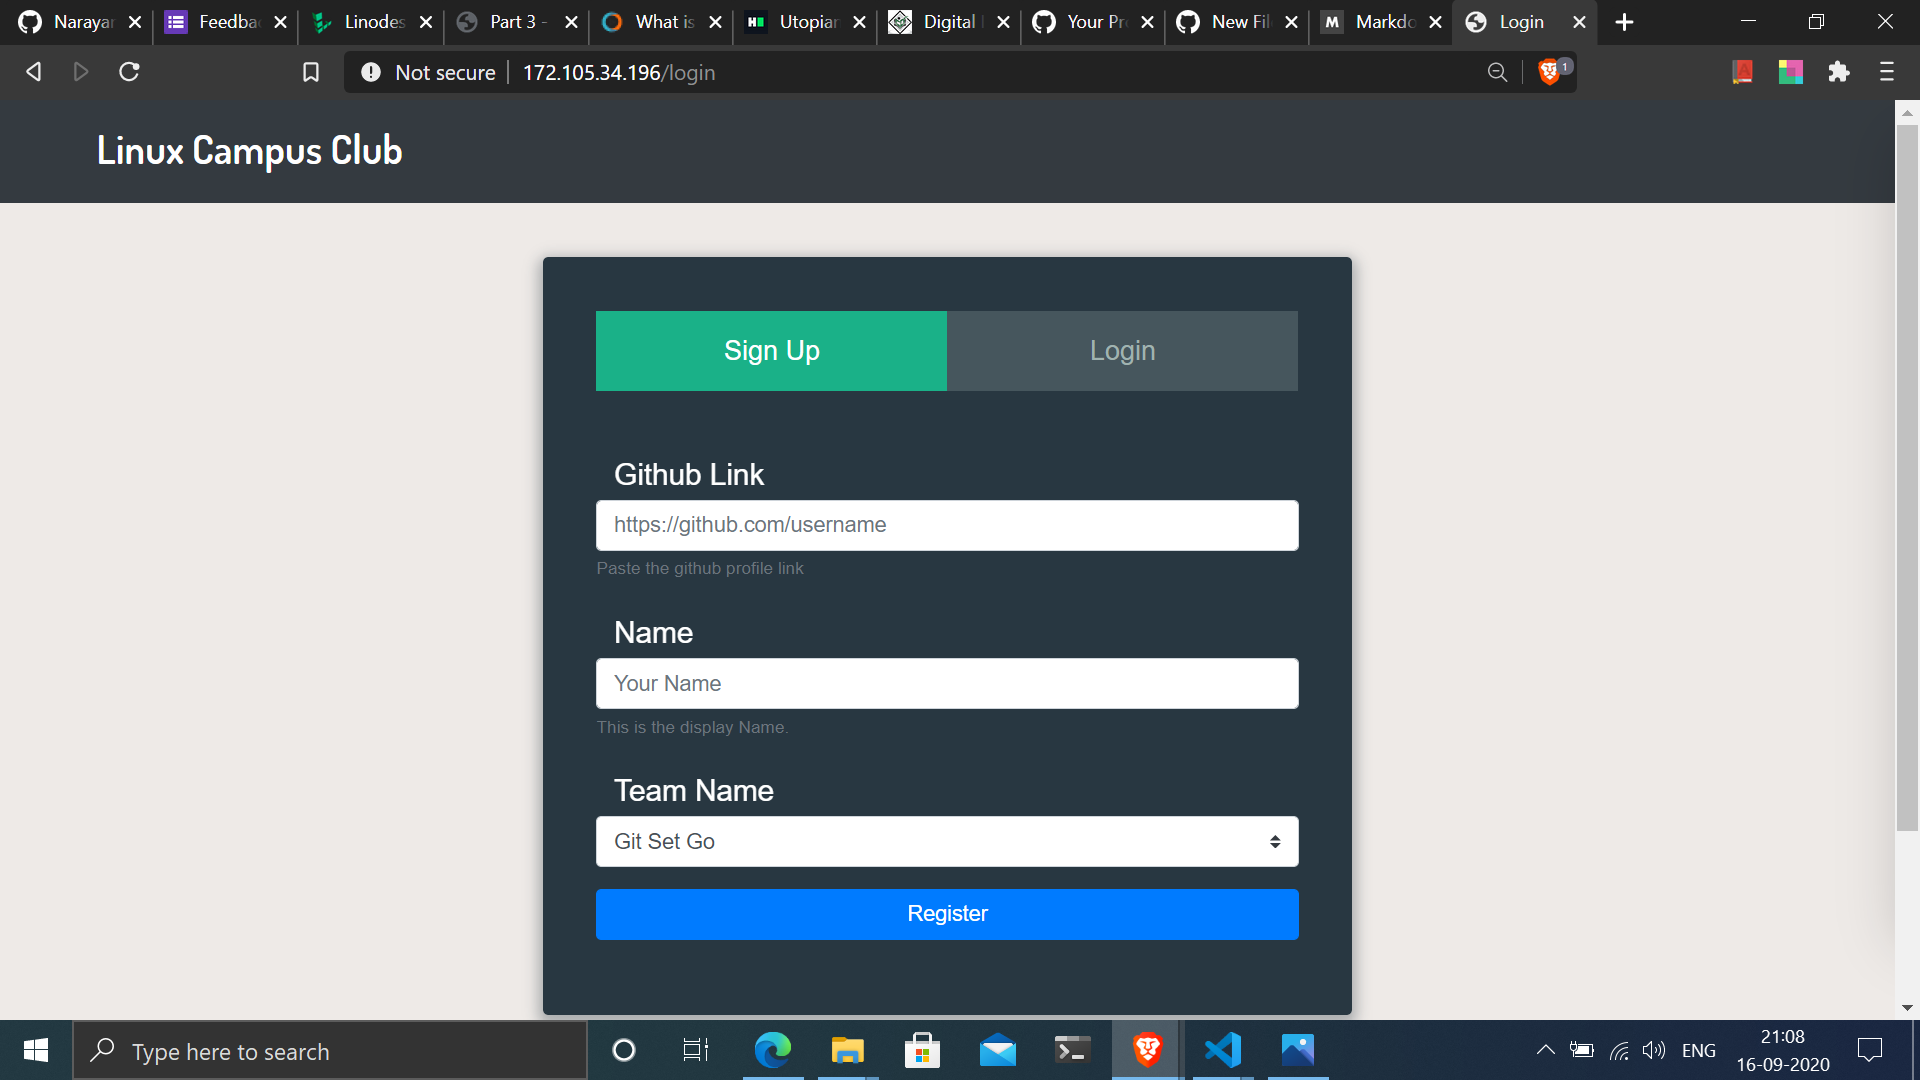 Narayan
Feedba
Linodes
Part 3 -
What is
Utopian
Digital
Your Pr
New Fil
Markdo
Login
Not secure
172.105.34.196/login
1
Linux Campus Club
Sign Up
Login
Github Link
https://github.com/username
Paste the github profile link
Name
Your Name
This is the display Name.
Team Name
Git Set Go
Register
Type here to search
ENG
21:08
16-09-2020